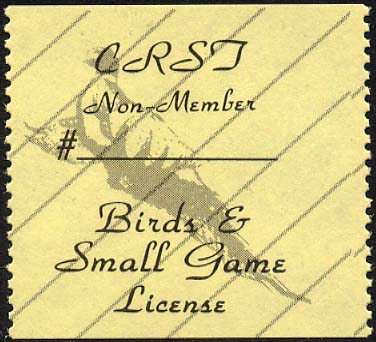 CRST
Non-Member
#
Birds &
Small Game
License